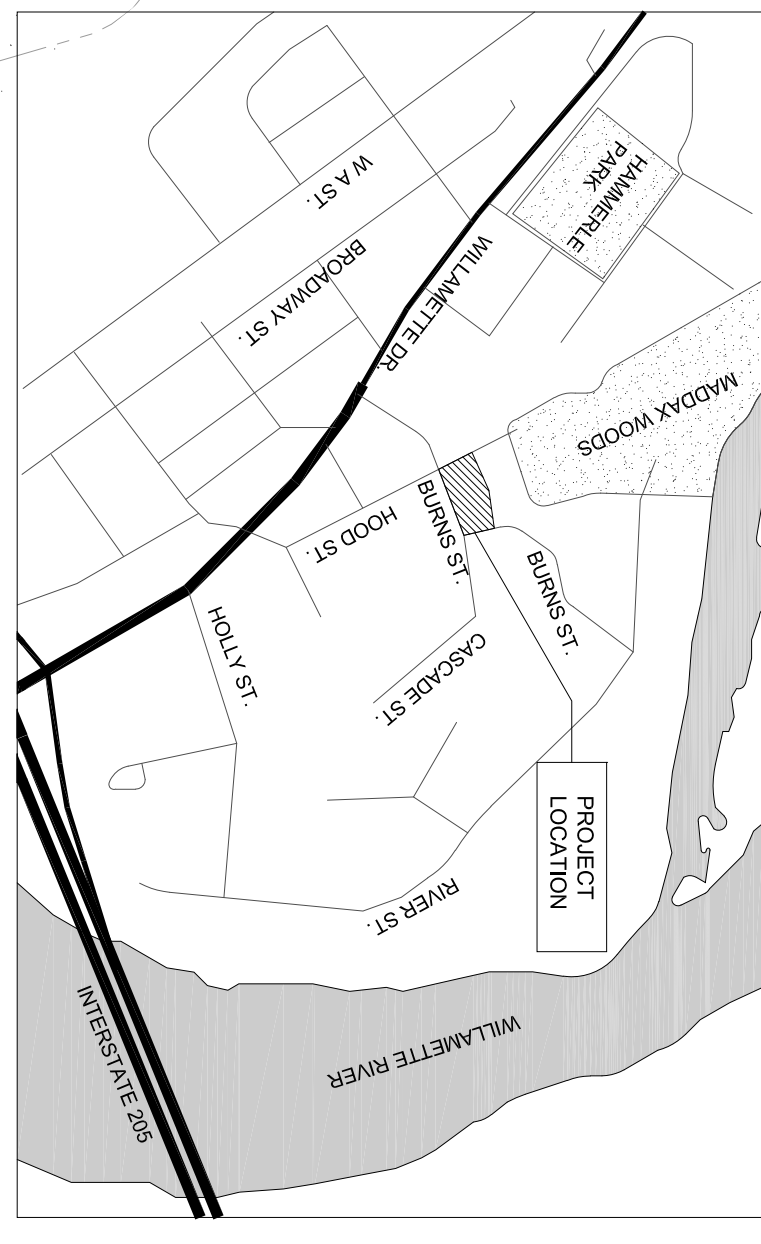 W A ST.
BROADWAY ST.
WILLAMETTE DR.
HAMMERLE
PARK
MADDAX WOODS
HOOD ST.
BURNS ST.
BURNS ST.
HOLLY ST.
CASCADE ST.
PROJECT
LOCATION
RIVER ST.
WILLAMETTE RIVER
INTERSTATE 205